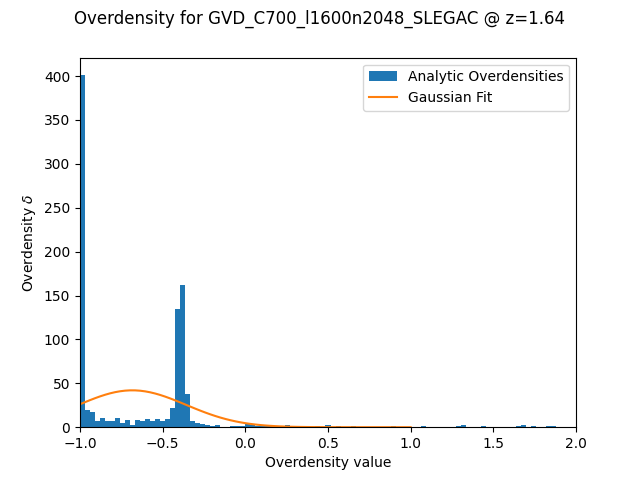 Overdensity for GVD_C700_l1600n2048_SLEGAC @ z=1.64
Analytic Overdensities
Gaussian Fit
400
350
300
250
200
150
100
50
0
Overdensity δ
−1.0 −0.5 0.0 0.5 1.0 1.5 2.0
Overdensity value